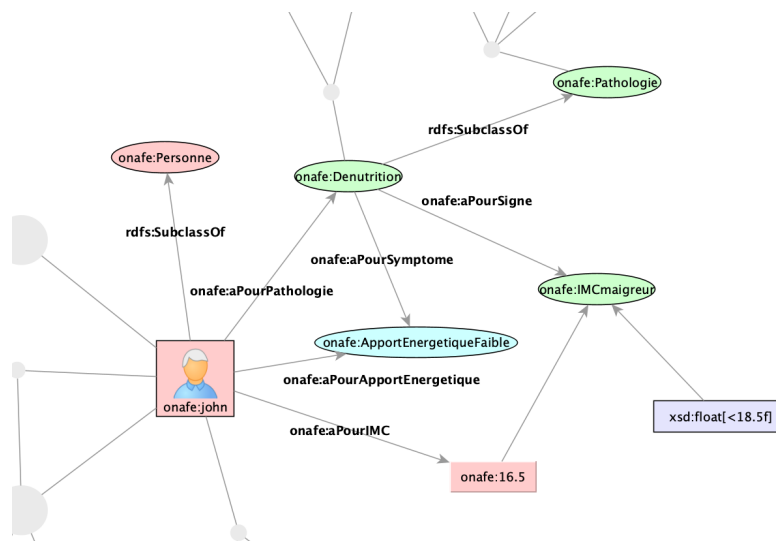 onafe:Pathologie
rdfs:SubclassOf
onafe:Personne
onafe:Denutrition
onafe:aPourSigne
rdfs:SubclassOf
onafe:aPourSymptome
onafe:aPourPathologie
onafe:IMCmaigreur
onafe:ApportEnergetiqueFaible
onafe:aPourApportEnergetique
onafe:john
xsd:float[<18.5f]
onafe:aPourIMC
onafe:16.5